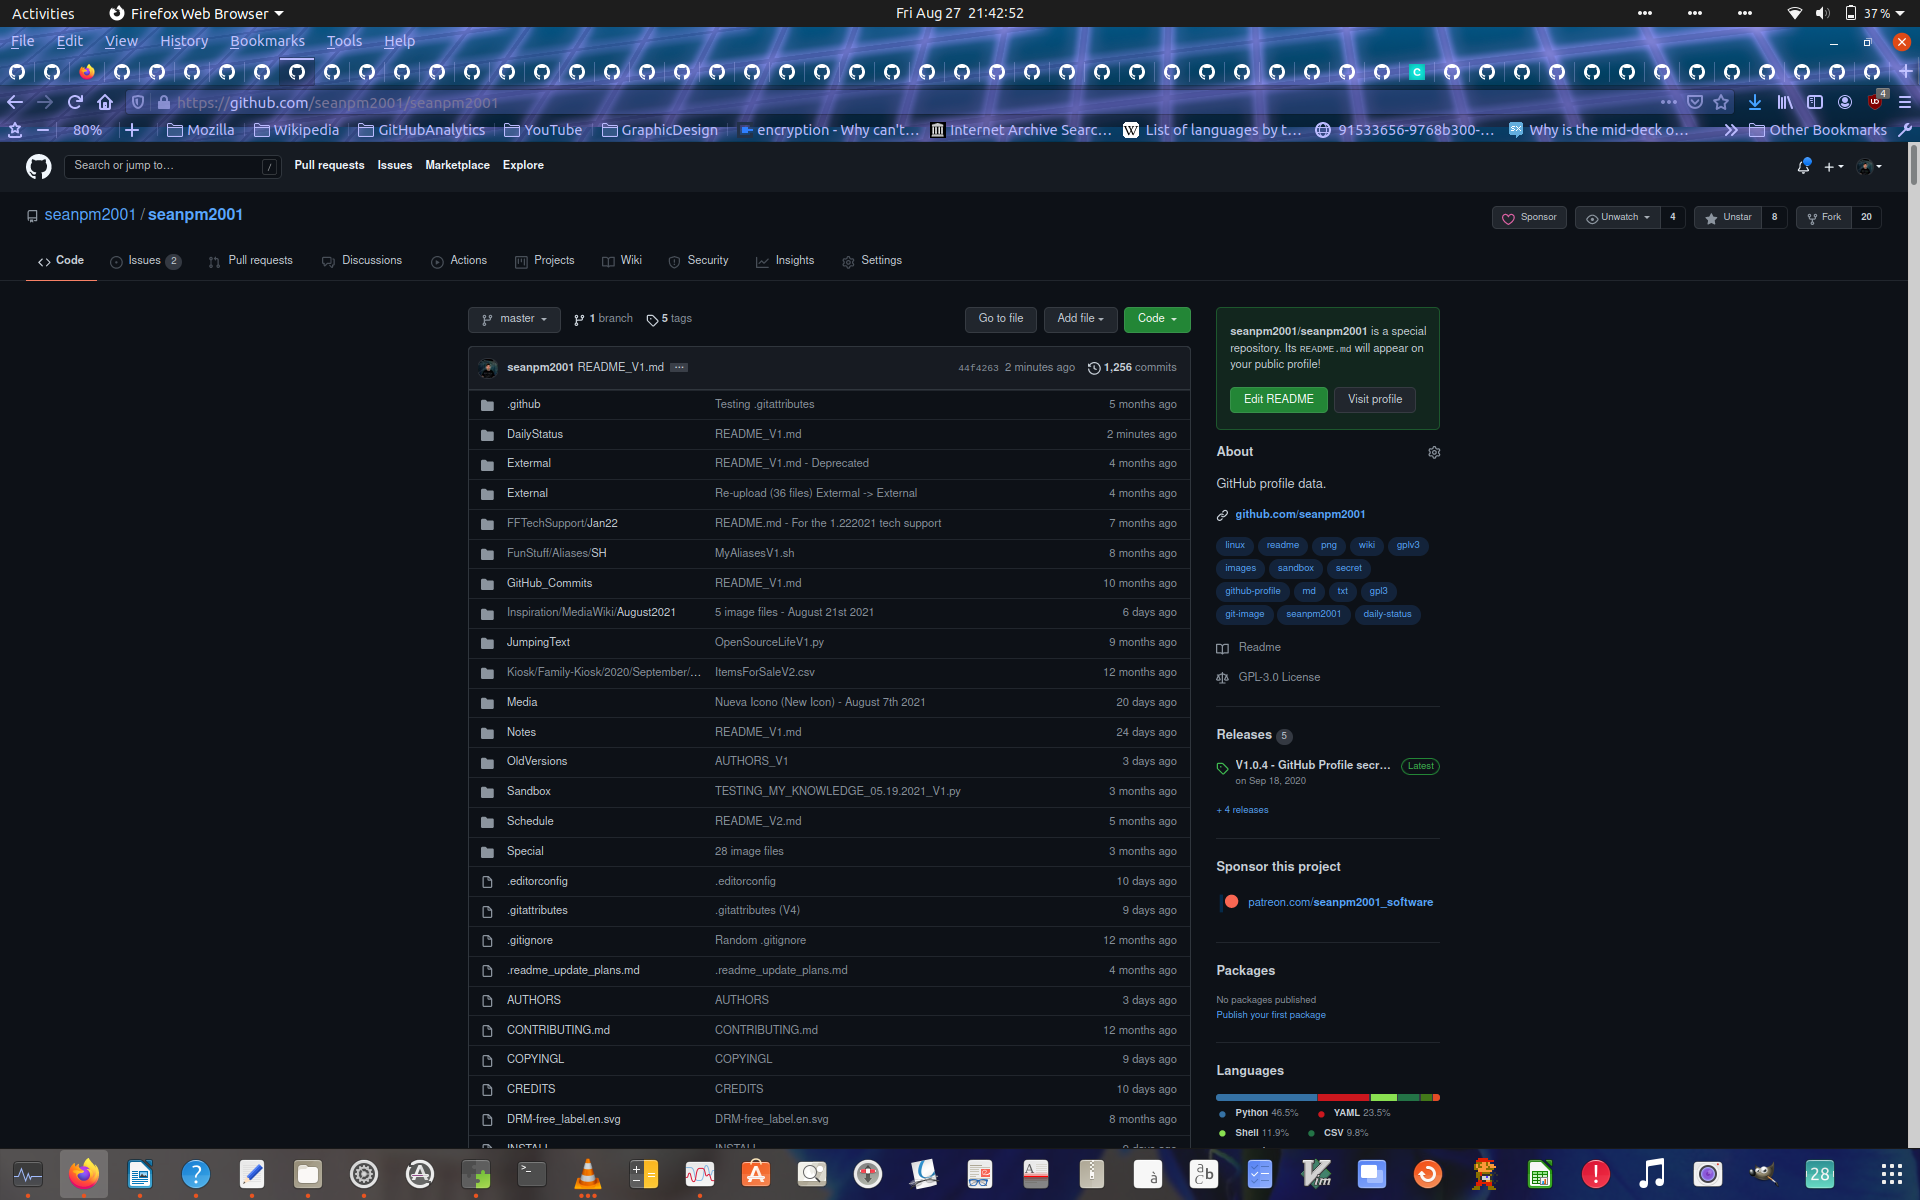 Activities Firefox Web Browser Fri Aug 27 21:42:52 37 %
File Edit View History Bookmarks Tools Help
https://github.com/seanpm2001/seanpm2001 4
80% Mozilla Wikipedia GitHubAnalytics YouTube GraphicDesign encryption - Why can't… Internet Archive Searc… List of languages by t… 91533656-9768b300-… Why is the mid-deck o… Other Bookmarks
Search or jump to… / Pull requests Issues Marketplace Explore
seanpm2001 / seanpm2001
Sponsor Unwatch 4 Unstar 8 Fork 20
Code Issues 2 Pull requests Discussions Actions Projects Wiki Security Insights Settings
master 1 branch 5 tags Go to file Add file Code
seanpm2001 README_V1.md ... 44f4263 2 minutes ago 1,256 commits
.github Testing .gitattributes 5 months ago
DailyStatus README_V1.md 2 minutes ago
Extermal README_V1.md - Deprecated 4 months ago
External Re-upload (36 files) Extermal -> External 4 months ago
FFTechSupport/Jan22 README.md - For the 1.222021 tech support 7 months ago
FunStuff/Aliases/SH MyAliasesV1.sh 8 months ago
GitHub_Commits README_V1.md 10 months ago
Inspiration/MediaWiki/August2021 5 image files - August 21st 2021 6 days ago
JumpingText OpenSourceLifeV1.py 9 months ago
Kiosk/Family-Kiosk/2020/September/… ItemsForSaleV2.csv 12 months ago
Media Nueva Icono (New Icon) - August 7th 2021 20 days ago
Notes README_V1.md 24 days ago
OldVersions AUTHORS_V1 3 days ago
Sandbox TESTING_MY_KNOWLEDGE_05.19.2021_V1.py 3 months ago
Schedule README_V2.md 5 months ago
Special 28 image files 3 months ago
.editorconfig .editorconfig 10 days ago
.gitattributes .gitattributes (V4) 9 days ago
.gitignore Random .gitignore 12 months ago
.readme_update_plans.md .readme_update_plans.md 4 months ago
AUTHORS AUTHORS 3 days ago
CONTRIBUTING.md CONTRIBUTING.md 12 months ago
COPYINGL COPYINGL 9 days ago
CREDITS CREDITS 10 days ago
DRM-free_label.en.svg DRM-free_label.en.svg 8 months ago
INSTALL INSTALL
seanpm2001/seanpm2001 is a special
repository. Its README.md will appear on
your public profile!
Edit README Visit profile
About
GitHub profile data.
github.com/seanpm2001
linux readme png wiki gplv3
images sandbox secret
github-profile md txt gpl3
git-image seanpm2001 daily-status
Readme
GPL-3.0 License
Releases 5
V1.0.4 - GitHub Profile secr... Latest
on Sep 18, 2020
+ 4 releases
Sponsor this project
patreon.com/seanpm2001_software
Packages
No packages published
Publish your first package
Languages
Python 46.5% YAML 23.5%
Shell 11.9% CSV 9.8%
28